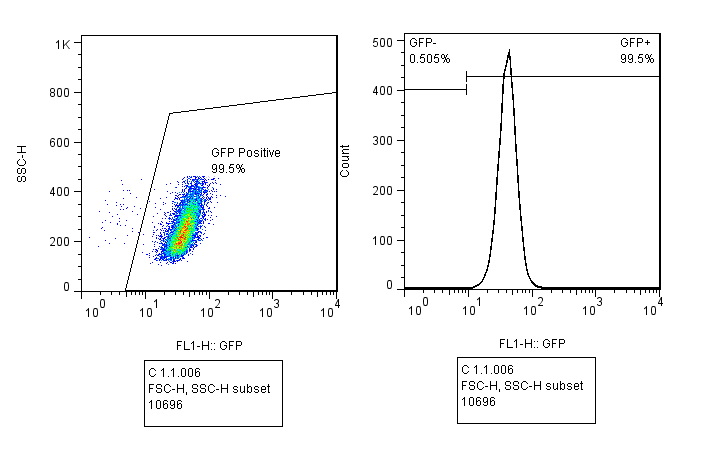 1K
800
600
400
200
0
SSC-H
GFP Positive
99.5%
10^0 10^1 10^2 10^3 10^4
FL1-H:: GFP
C 1.1.006
FSC-H, SSC-H subset
10696
500
400
300
200
100
0
Count
GFP-
0.505%
GFP+
99.5%
10^0 10^1 10^2 10^3 10^4
FL1-H:: GFP
C 1.1.006
FSC-H, SSC-H subset
10696